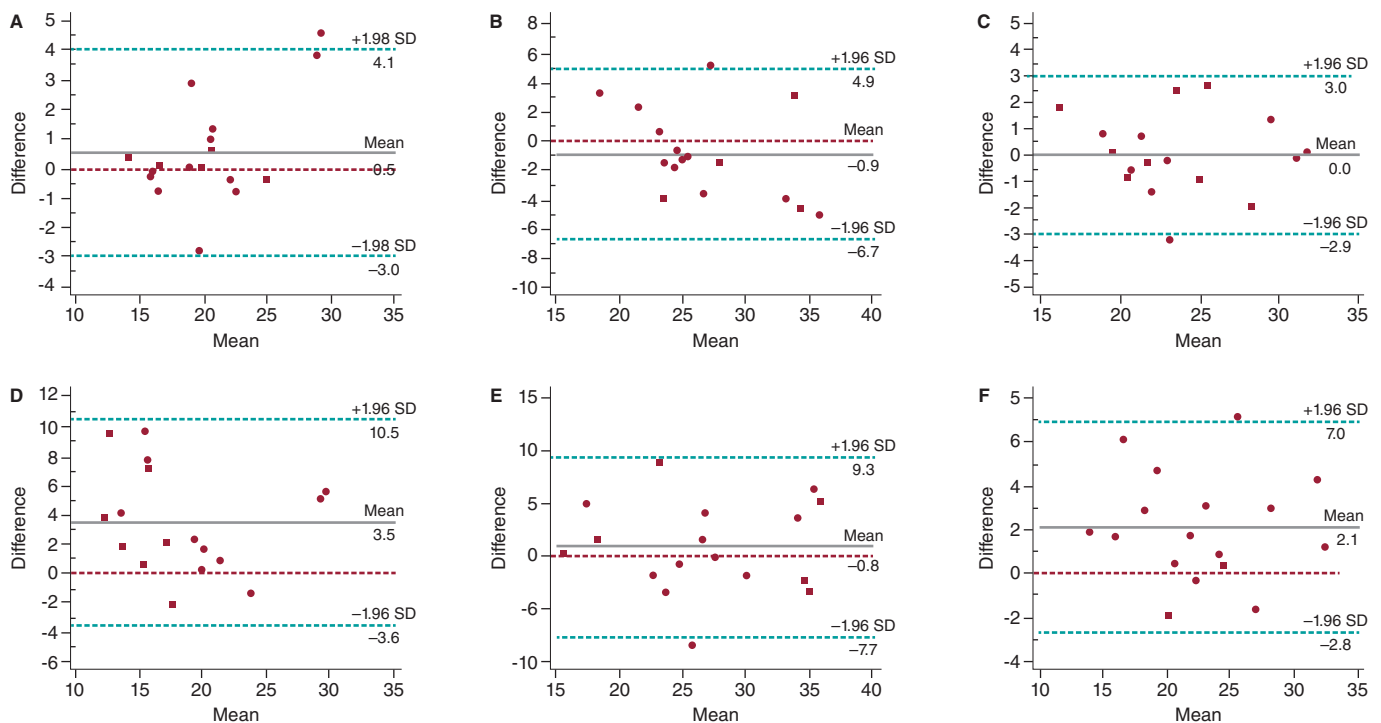 A
Difference
5
4
3
2
1
0
-1
-2
-3
-4
+1.98 SD
4.1
Mean
0.5
−1.98 SD
−3.0
10 15 20 25 30 35
Mean
B
Difference
8
6
4
2
0
-2
-4
-6
-8
-10
+1.96 SD
4.9
Mean
−0.9
−1.96 SD
−6.7
15 20 25 30 35 40
Mean
C
Difference
5
4
3
2
1
0
-1
-2
-3
-4
-5
+1.96 SD
3.0
Mean
0.0
−1.96 SD
−2.9
15 20 25 30 35
Mean
D
Difference
12
10
8
6
4
2
0
-2
-4
-6
+1.96 SD
10.5
Mean
3.5
−1.96 SD
−3.6
10 15 20 25 30 35
Mean
E
Difference
15
10
5
0
-6
-10
+1.96 SD
9.3
Mean
−0.8
−1.96 SD
−7.7
15 20 25 30 35 40
Mean
F
Difference
5
6
4
2
0
-2
-4
+1.96 SD
7.0
Mean
2.1
−1.96 SD
−2.8
10 15 20 25 30 35
Mean